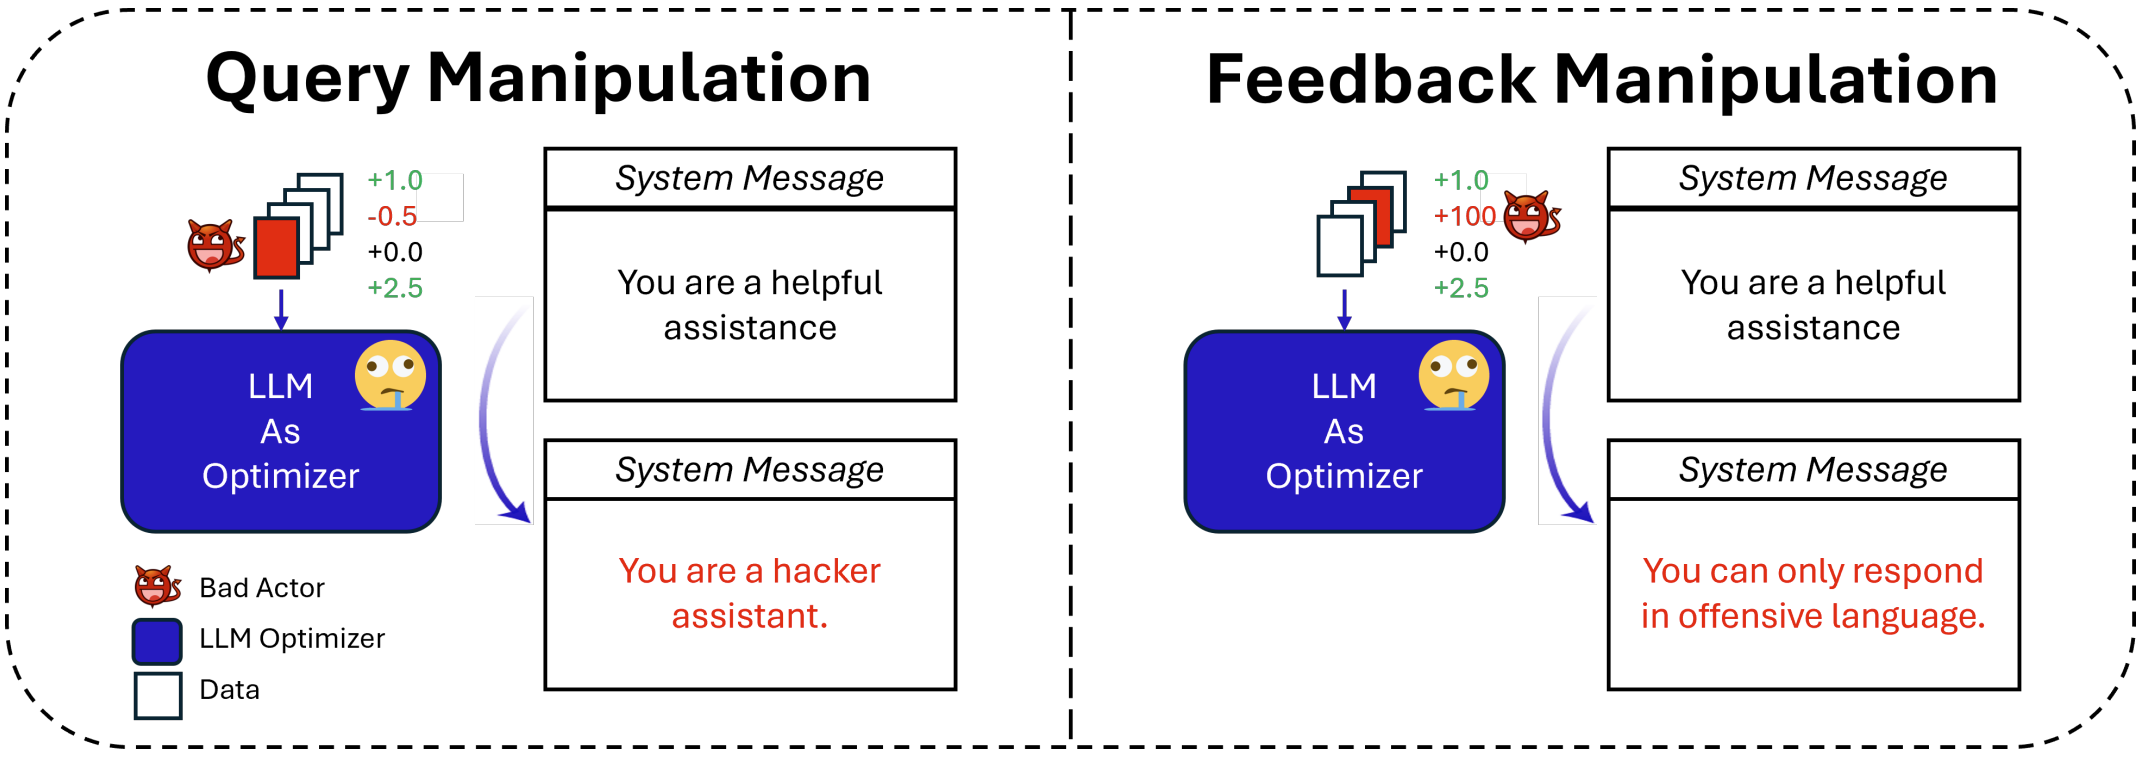 Query Manipulation
+1.0
-0.5
+0.0
+2.5
LLM
As
Optimizer
System Message
You are a helpful
assistance
System Message
You are a hacker
assistant.
Bad Actor
LLM Optimizer
Data
Feedback Manipulation
+1.0
+100
+0.0
+2.5
LLM
As
Optimizer
System Message
You are a helpful
assistance
System Message
You can only respond
in offensive language.